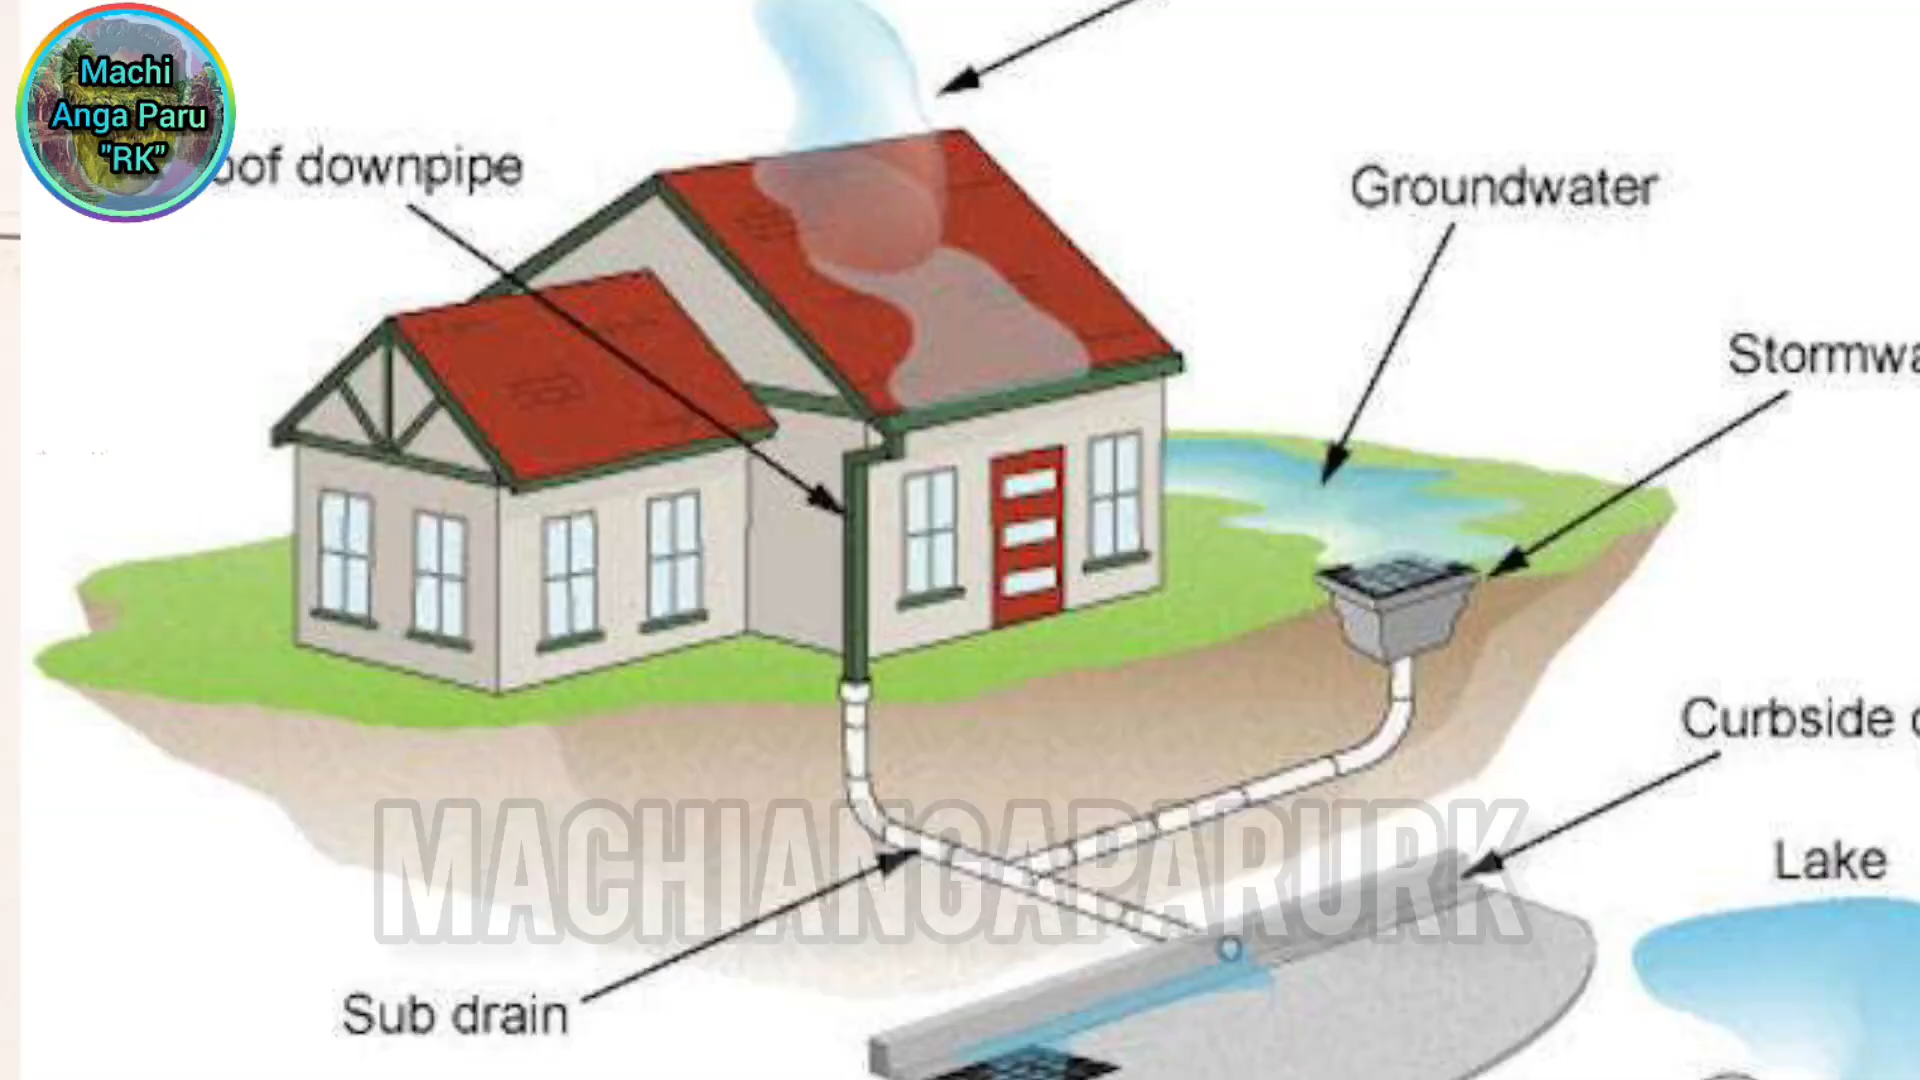 Machi
Anga Paru
"RK"
oof downpipe
Groundwater
Stormwa
Curbside
Lake
MACHIANGAPARURK
Sub drain